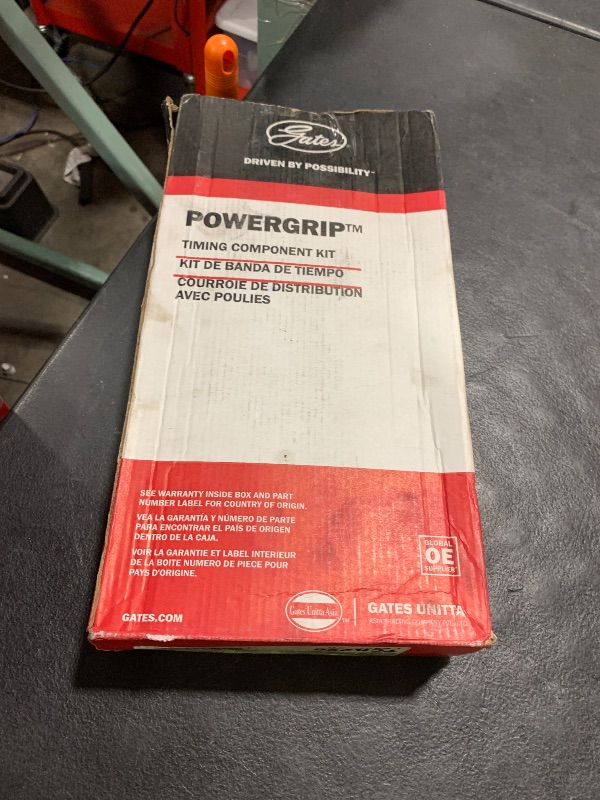 Gates
DRIVEN BY POSSIBILITY™
POWERGRIP™
TIMING COMPONENT KIT
KIT DE BANDA DE TIEMPO
COURROIE DE DISTRIBUTION
AVEC POULIES
SEE WARRANTY INSIDE BOX AND PART
NUMBER LABEL FOR COUNTRY OF ORIGIN.
VEA LA GARANTÍA Y NÚMERO DE PARTE
PARA ENCONTRAR EL PAÍS DE ORIGEN
DENTRO DE LA CAJA.
VOIR LA GARANTIE ET LABEL INTERIEUR
DE LA BOITE NUMERO DE PIECE POUR
PAYS D'ORIGINE.
GLOBAL
OE
SUPPLIER
GATES.COM
Gates Unitta Asia
™
GATES UNITTA